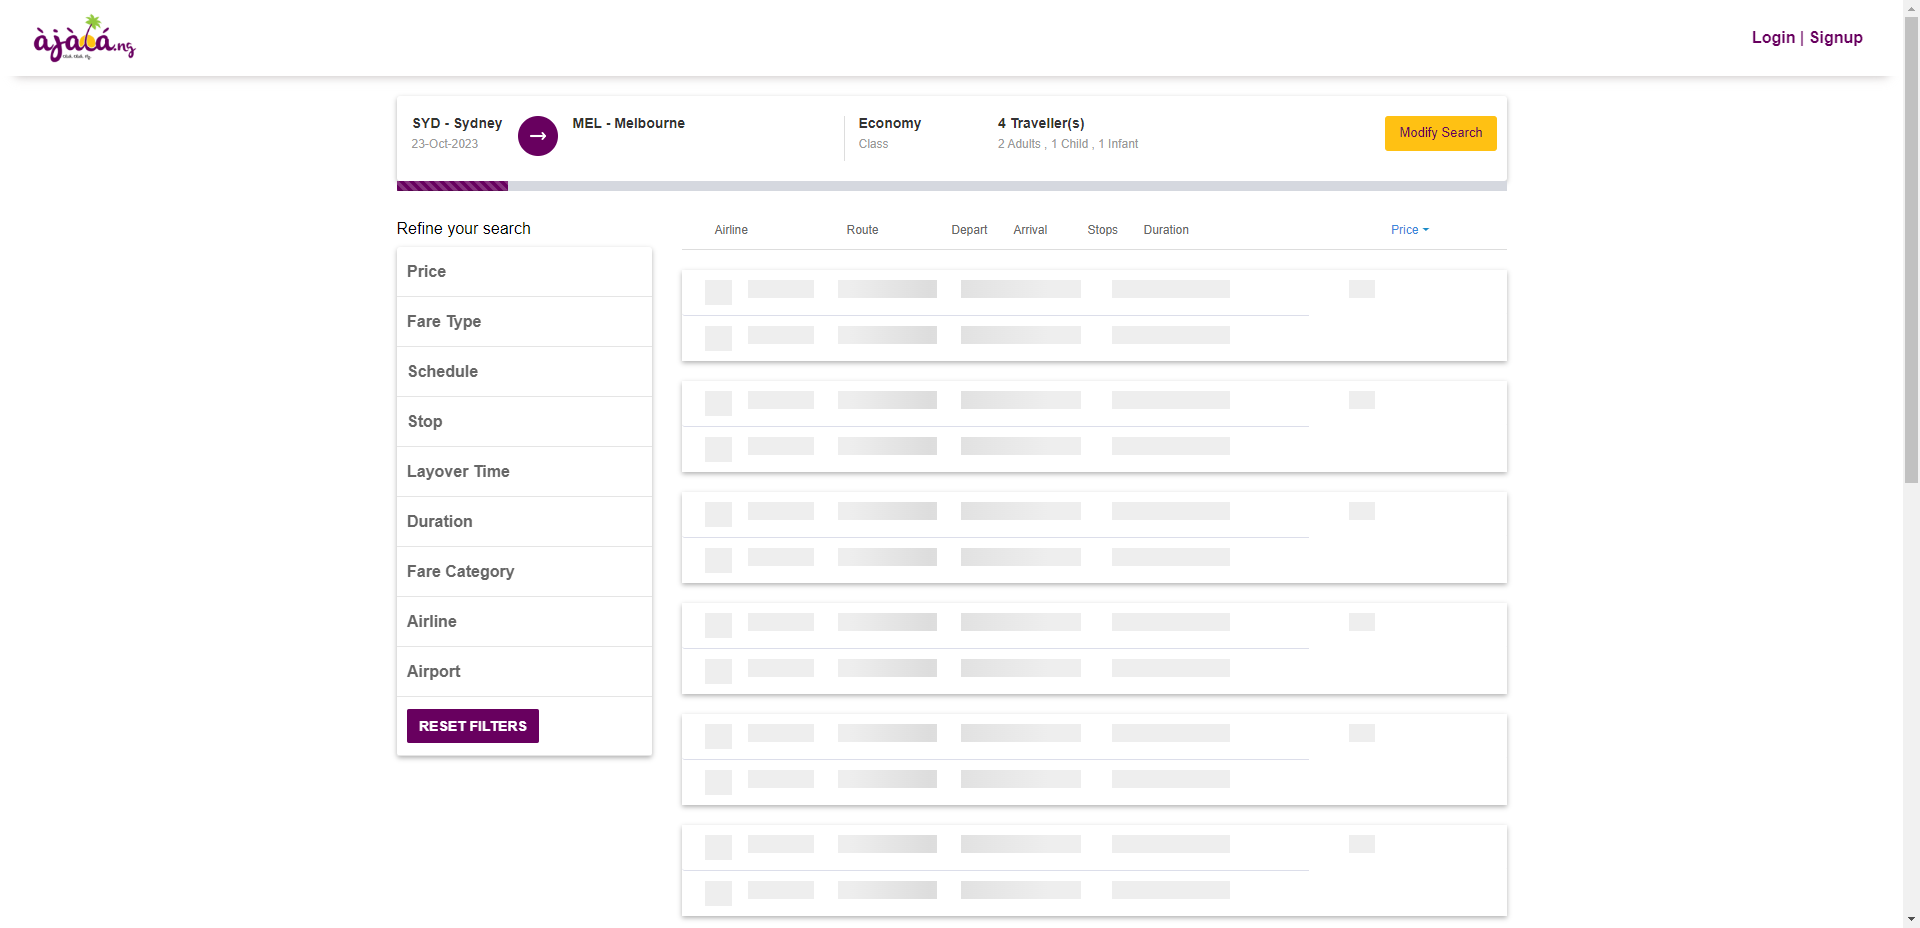 àjàlá.ng
Login | Signup
SYD - Sydney
23-Oct-2023
MEL - Melbourne
Economy
Class
4 Traveller(s)
2 Adults , 1 Child , 1 Infant
Modify Search
Refine your search
Price
Fare Type
Schedule
Stop
Layover Time
Duration
Fare Category
Airline
Airport
RESET FILTERS
Airline Route Depart Arrival Stops Duration Price